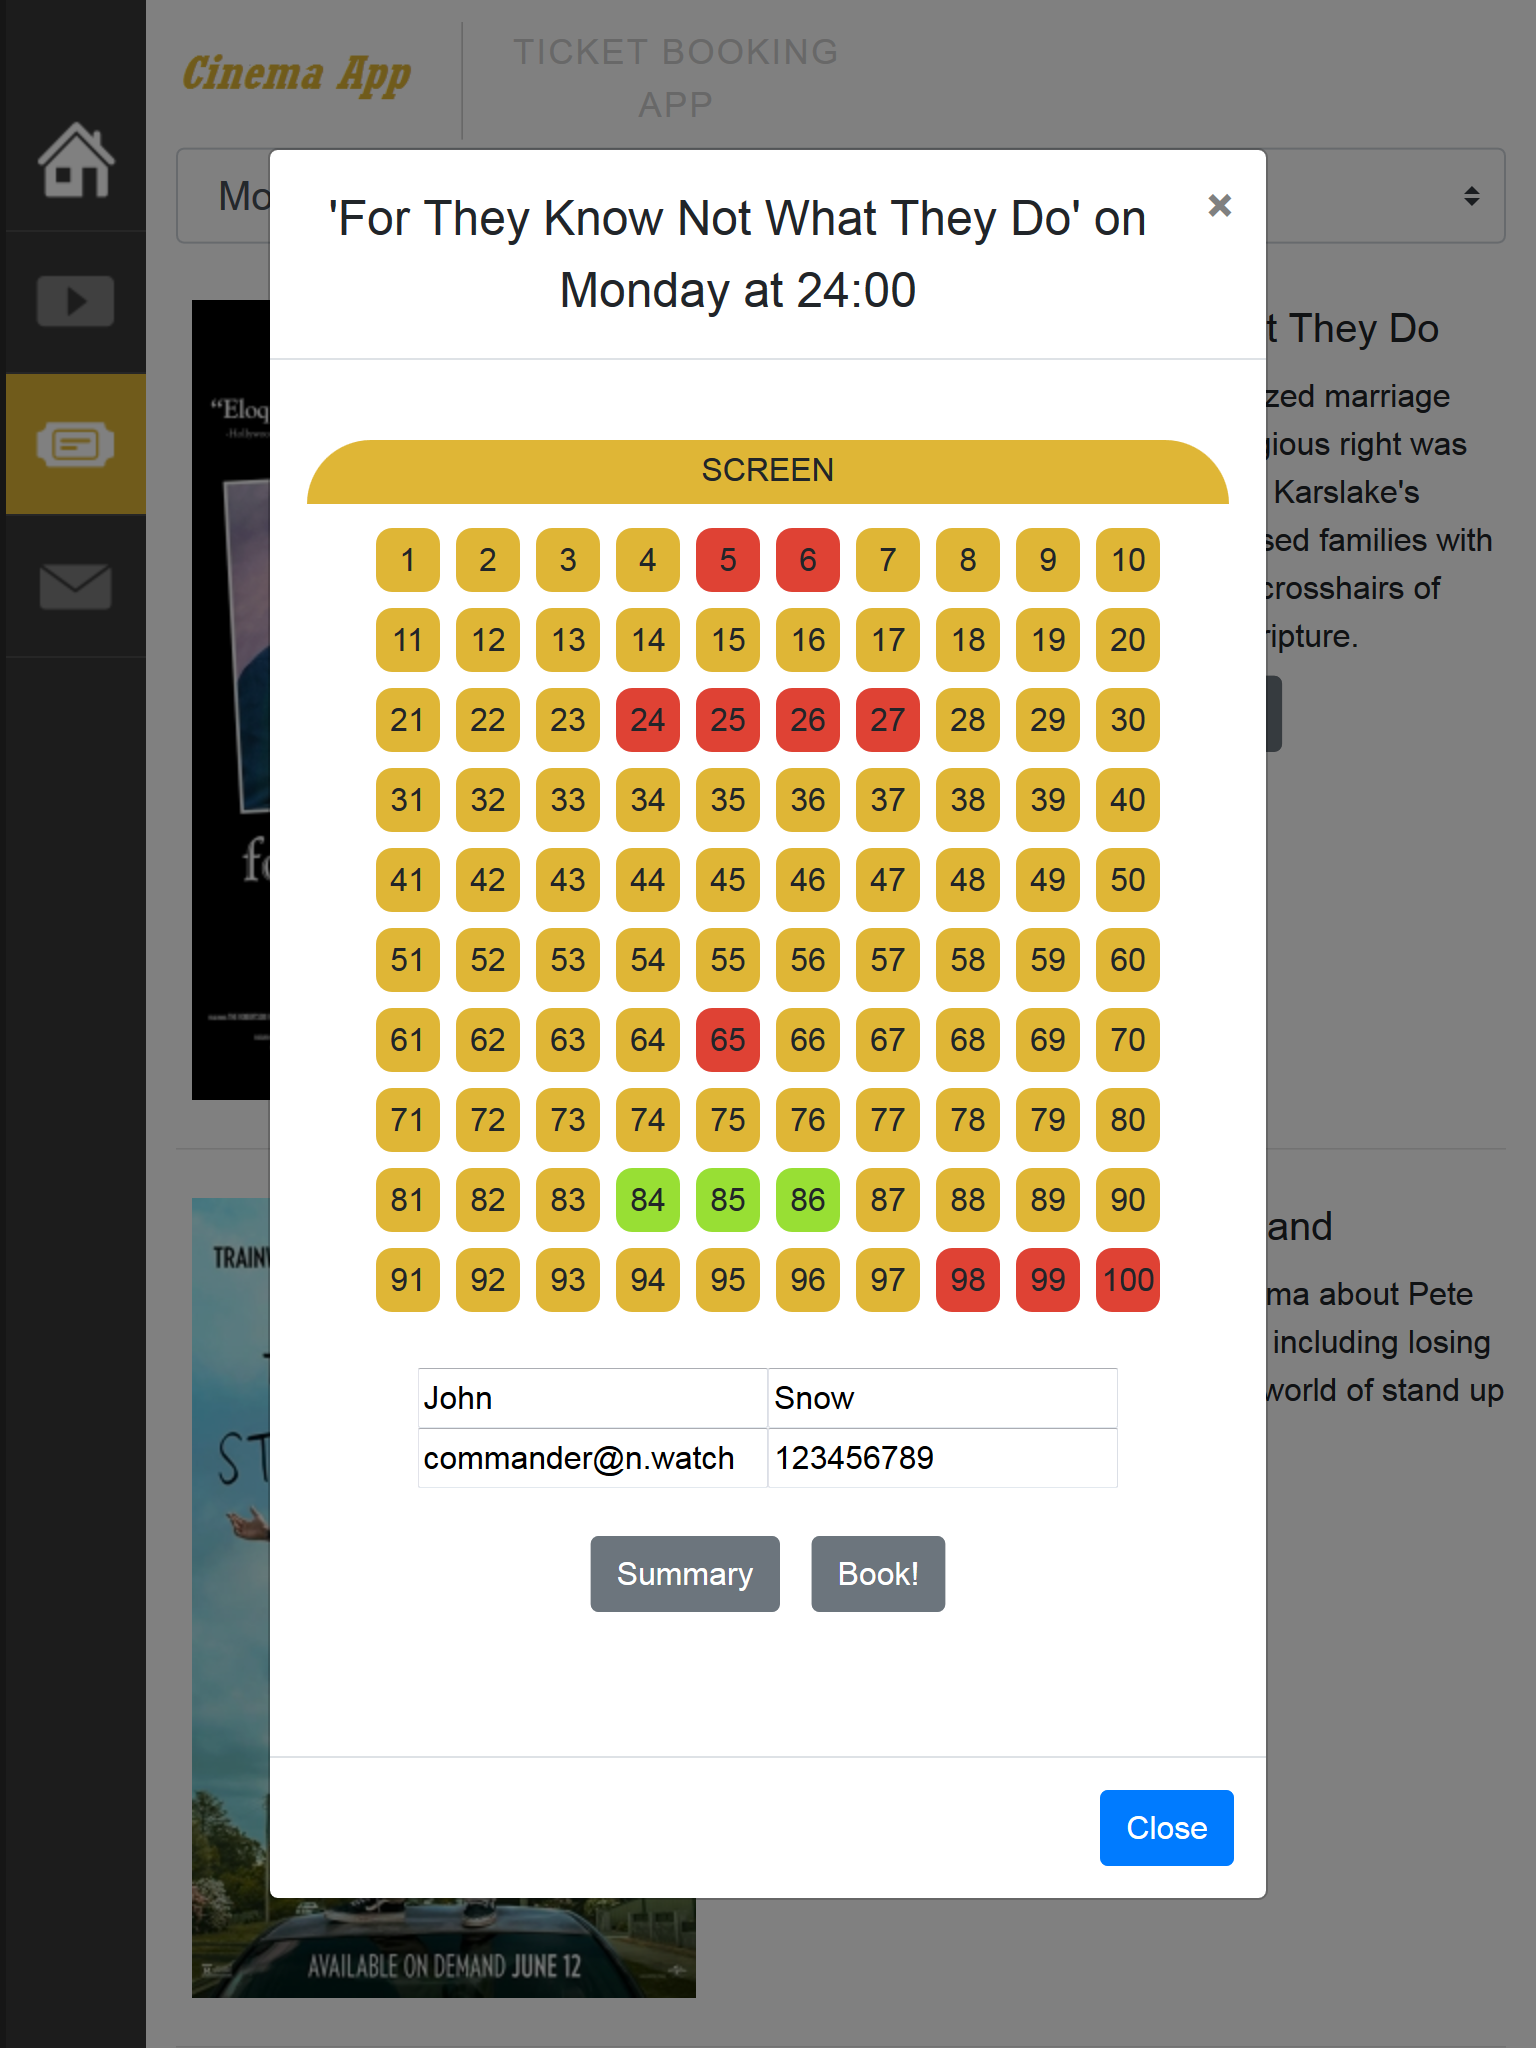 Cinema App
TICKET BOOKING
APP
Mo
'For They Know Not What They Do' on
Monday at 24:00
×
t They Do
zed marriage
gious right was
Karslake's
sed families with
crosshairs of
ripture.
“Eloq
SCREEN
1 2 3 4 5 6 7 8 9 10
11 12 13 14 15 16 17 18 19 20
21 22 23 24 25 26 27 28 29 30
31 32 33 34 35 36 37 38 39 40
41 42 43 44 45 46 47 48 49 50
51 52 53 54 55 56 57 58 59 60
61 62 63 64 65 66 67 68 69 70
71 72 73 74 75 76 77 78 79 80
81 82 83 84 85 86 87 88 89 90
91 92 93 94 95 96 97 98 99 100
John Snow
commander@n.watch 123456789
Summary Book!
Close
fo
and
ma about Pete
including losing
world of stand up
TRAINW
ST
AVAILABLE ON DEMAND JUNE 12